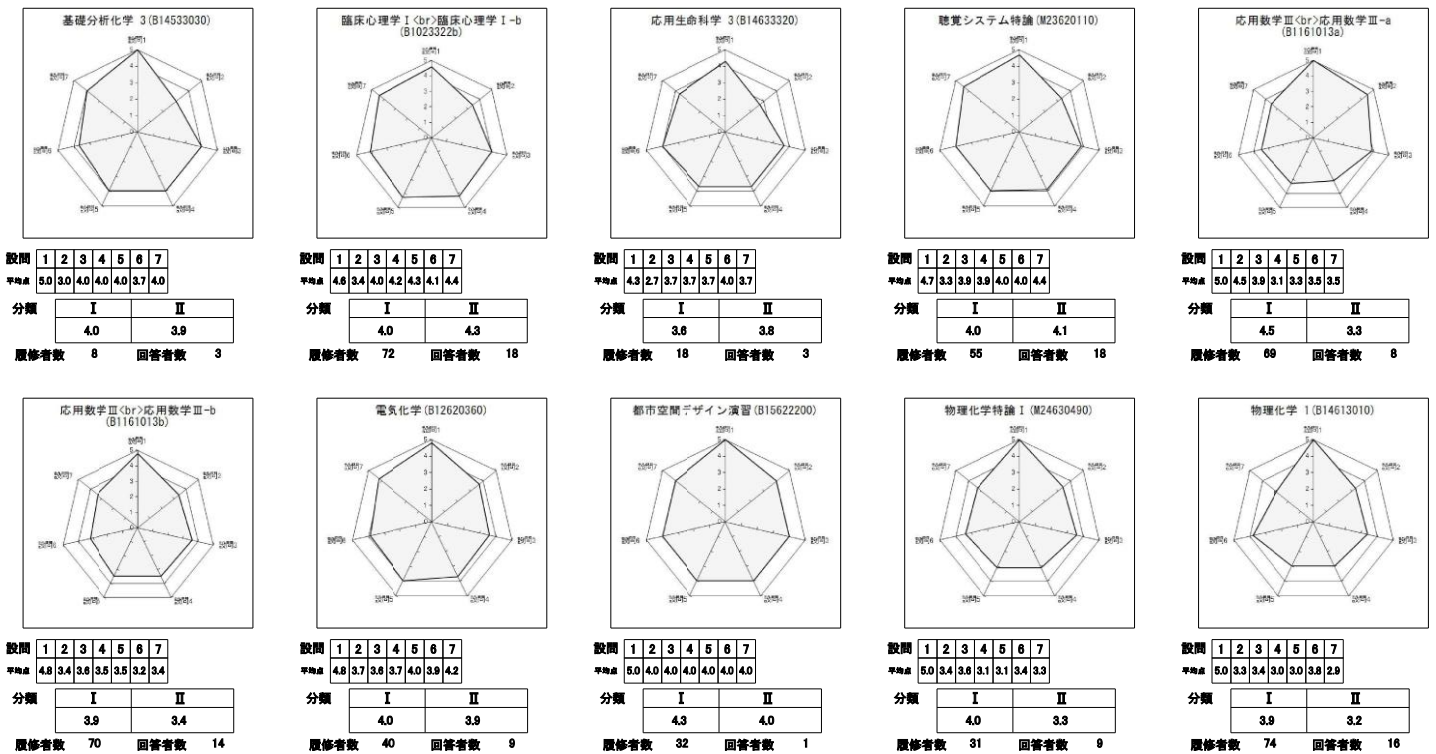 基礎分析化学 3(B14533030)
設問 1 2 3 4 5 6 7
平均点 5.0 3.0 4.0 4.0 4.0 3.7 4.0
分類 I II
4.0 3.9
履修者数 8 回答者数 3
臨床心理学Ⅰ<br>臨床心理学Ⅰ-b
(B1023322b)
設問 1 2 3 4 5 6 7
平均点 4.6 3.4 4.0 4.2 4.3 4.1 4.4
分類 I II
4.0 4.3
履修者数 72 回答者数 18
応用生命科学 3(B14633320)
設問 1 2 3 4 5 6 7
平均点 4.3 2.7 3.7 3.7 3.7 4.0 3.7
分類 I II
3.6 3.8
履修者数 18 回答者数 3
聴覚システム特論(M23620110)
設問 1 2 3 4 5 6 7
平均点 4.7 3.3 3.9 3.9 4.0 4.0 4.4
分類 I II
4.0 4.1
履修者数 55 回答者数 18
応用数学Ⅲ<br>応用数学Ⅲ-a
(B1161013a)
設問 1 2 3 4 5 6 7
平均点 5.0 4.5 3.9 3.1 3.3 3.5 3.5
分類 I II
4.5 3.3
履修者数 69 回答者数 8
応用数学Ⅲ<br>応用数学Ⅲ-b
(B1161013b)
設問 1 2 3 4 5 6 7
平均点 4.8 3.4 3.6 3.5 3.5 3.2 3.4
分類 I II
3.9 3.4
履修者数 70 回答者数 14
電気化学(B12620360)
設問 1 2 3 4 5 6 7
平均点 4.8 3.7 3.6 3.7 4.0 3.9 4.2
分類 I II
4.0 3.9
履修者数 40 回答者数 9
都市空間デザイン演習(B15622200)
設問 1 2 3 4 5 6 7
平均点 5.0 4.0 4.0 4.0 4.0 4.0 4.0
分類 I II
4.3 4.0
履修者数 32 回答者数 1
物理化学特論Ⅰ(M24630490)
設問 1 2 3 4 5 6 7
平均点 5.0 3.4 3.6 3.1 3.1 3.4 3.3
分類 I II
4.0 3.3
履修者数 31 回答者数 9
物理化学 1(B14613010)
設問 1 2 3 4 5 6 7
平均点 5.0 3.3 3.4 3.0 3.0 3.8 2.9
分類 I II
3.9 3.2
履修者数 74 回答者数 16